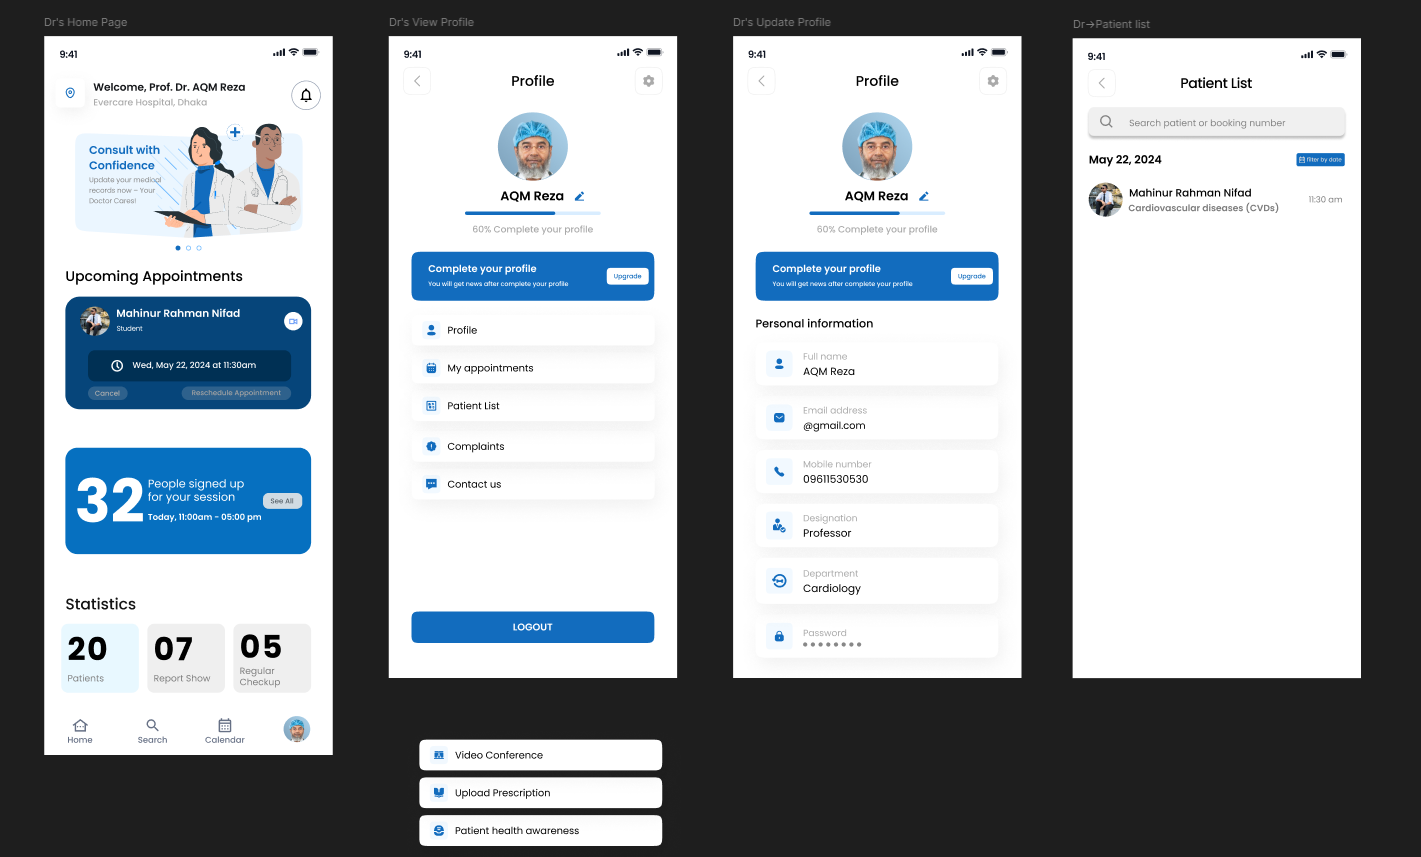 Dr's Home Page
9:41
Welcome, Prof. Dr. AQM Reza
Evercare Hospital, Dhaka
Consult with
Confidence
Update your medical
records now – Your
Doctor Cares!
Upcoming Appointments
Mahinur Rahman Nifad
Student
Wed, May 22, 2024 at 11:30am
Cancel
Reschedule Appointment
32
People signed up
for your session
Today, 11:00am - 05:00 pm
See All
Statistics
20
Patients
07
Report Show
05
Regular
Checkup
Home
Search
Calendar
Dr's View Profile
9:41
Profile
AQM Reza
60% Complete your profile
Complete your profile
You will get news after complete your profile
Upgrade
Profile
My appointments
Patient List
Complaints
Contact us
LOGOUT
Video Conference
Upload Prescription
Patient health awareness
Dr's Update Profile
9:41
Profile
AQM Reza
60% Complete your profile
Complete your profile
You will get news after complete your profile
Upgrade
Personal information
Full name
AQM Reza
Email address
@gmail.com
Mobile number
09611530530
Designation
Professor
Department
Cardiology
Password
Dr→Patient list
9:41
Patient List
Search patient or booking number
May 22, 2024
filter by date
Mahinur Rahman Nifad
Cardiovascular diseases (CVDs)
11:30 am